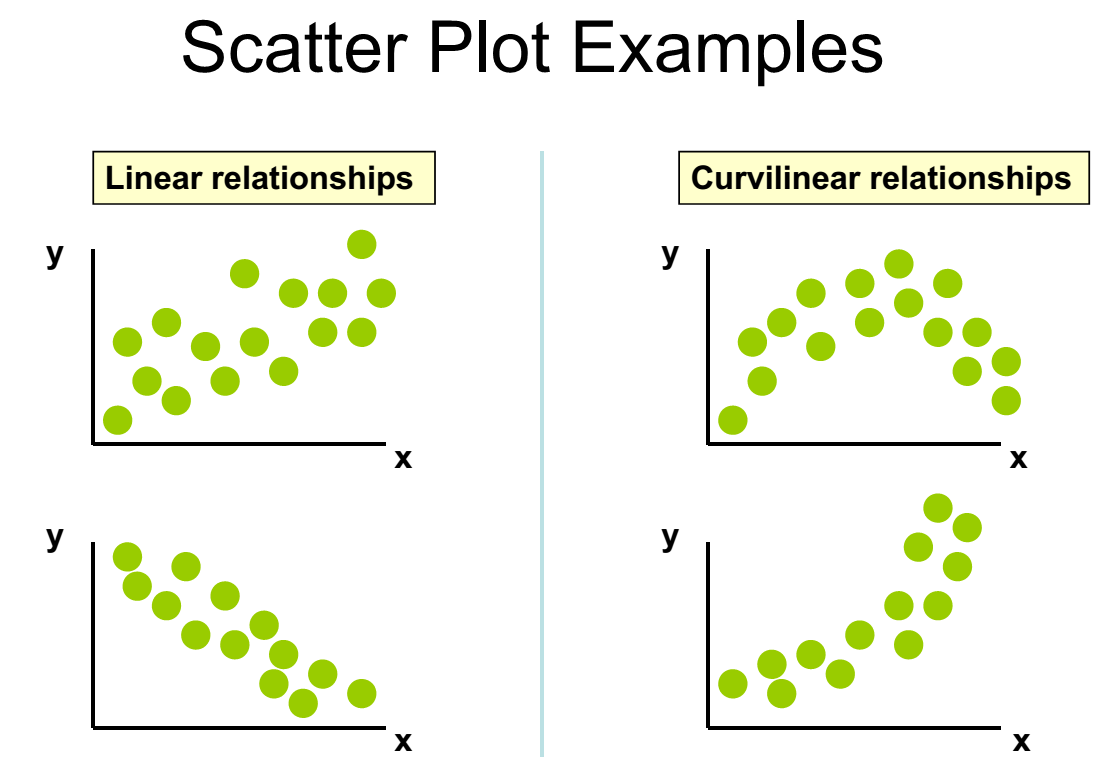 Scatter Plot Examples
Linear relationships
Curvilinear relationships
y
x
y
x
y
x
y
x